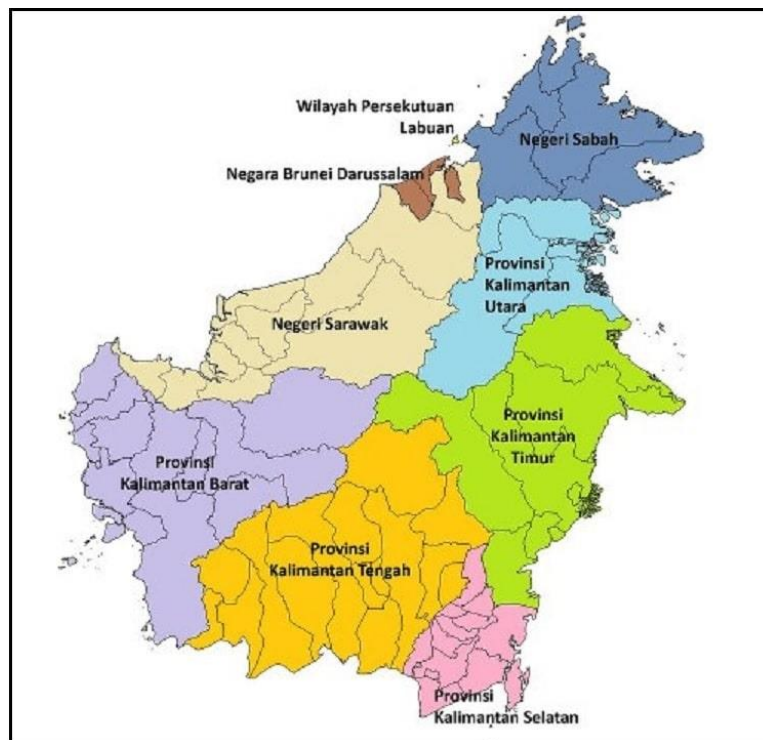 Wilayah Persekutuan
Labuan
Negeri Sabah
Negara Brunei Darussalam
Provinsi
Kalimantan
Utara
Negeri Sarawak
Provinsi
Kalimantan
Timur
Provinsi
Kalimantan Barat
Provinsi
Kalimantan Tengah
Provinsi
Kalimantan Selatan